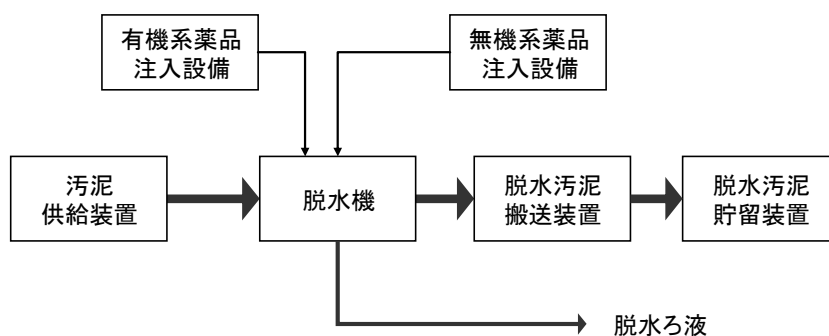 有機系薬品
注入設備
無機系薬品
注入設備
汚泥
供給装置
脱水機
脱水汚泥
搬送装置
脱水汚泥
貯留装置
脱水ろ液